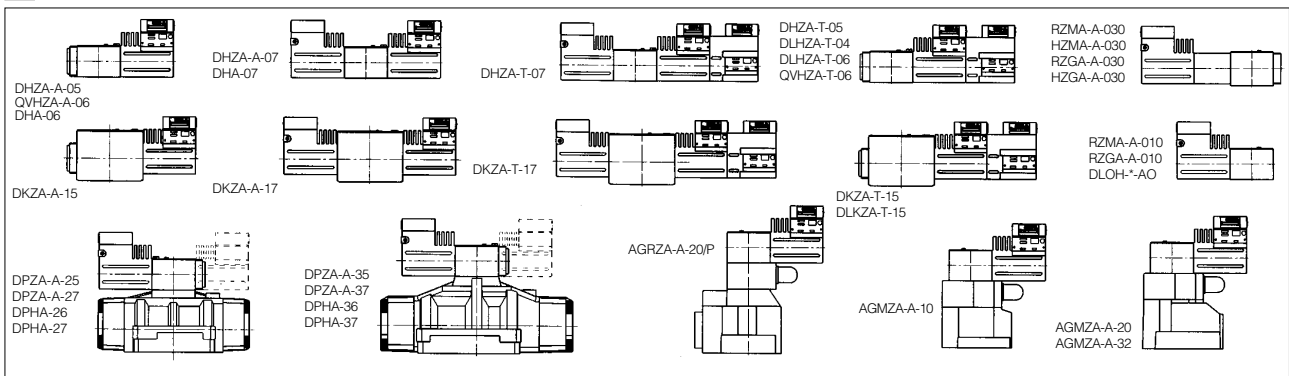 DHZA-A-05
QVHZA-A-06
DHA-06
DHZA-A-07
DHA-07
DHZA-T-07
DHZA-T-05
DLHZA-T-04
DLHZA-T-06
QVHZA-T-06
RZMA-A-030
HZMA-A-030
RZGA-A-030
HZGA-A-030
DKZA-A-15
DKZA-A-17
DKZA-T-17
DKZA-T-15
DLKZA-T-15
RZMA-A-010
RZGA-A-010
DLOH-*-AO
DPZA-A-25
DPZA-A-27
DPHA-26
DPHA-27
DPZA-A-35
DPZA-A-37
DPHA-36
DPHA-37
AGRZA-A-20/P
AGMZA-A-10
AGMZA-A-20
AGMZA-A-32